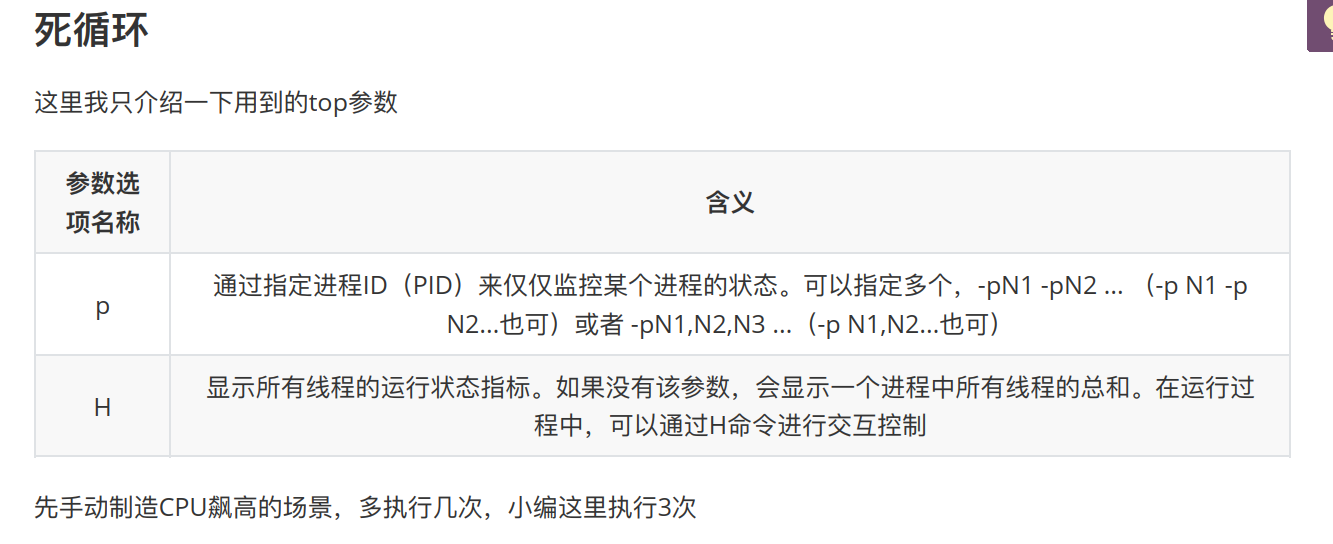 死循环
这里我只介绍一下用到的top参数
参数选
项名称
含义
p
通过指定进程ID（PID）来仅仅监控某个进程的状态。可以指定多个，-pN1 -pN2 ... （-p N1 -p
N2...也可）或者 -pN1,N2,N3 ...（-p N1,N2...也可）
H
显示所有线程的运行状态指标。如果没有该参数，会显示一个进程中所有线程的总和。在运行过
程中，可以通过H命令进行交互控制
先手动制造CPU飙高的场景，多执行几次，小编这里执行3次